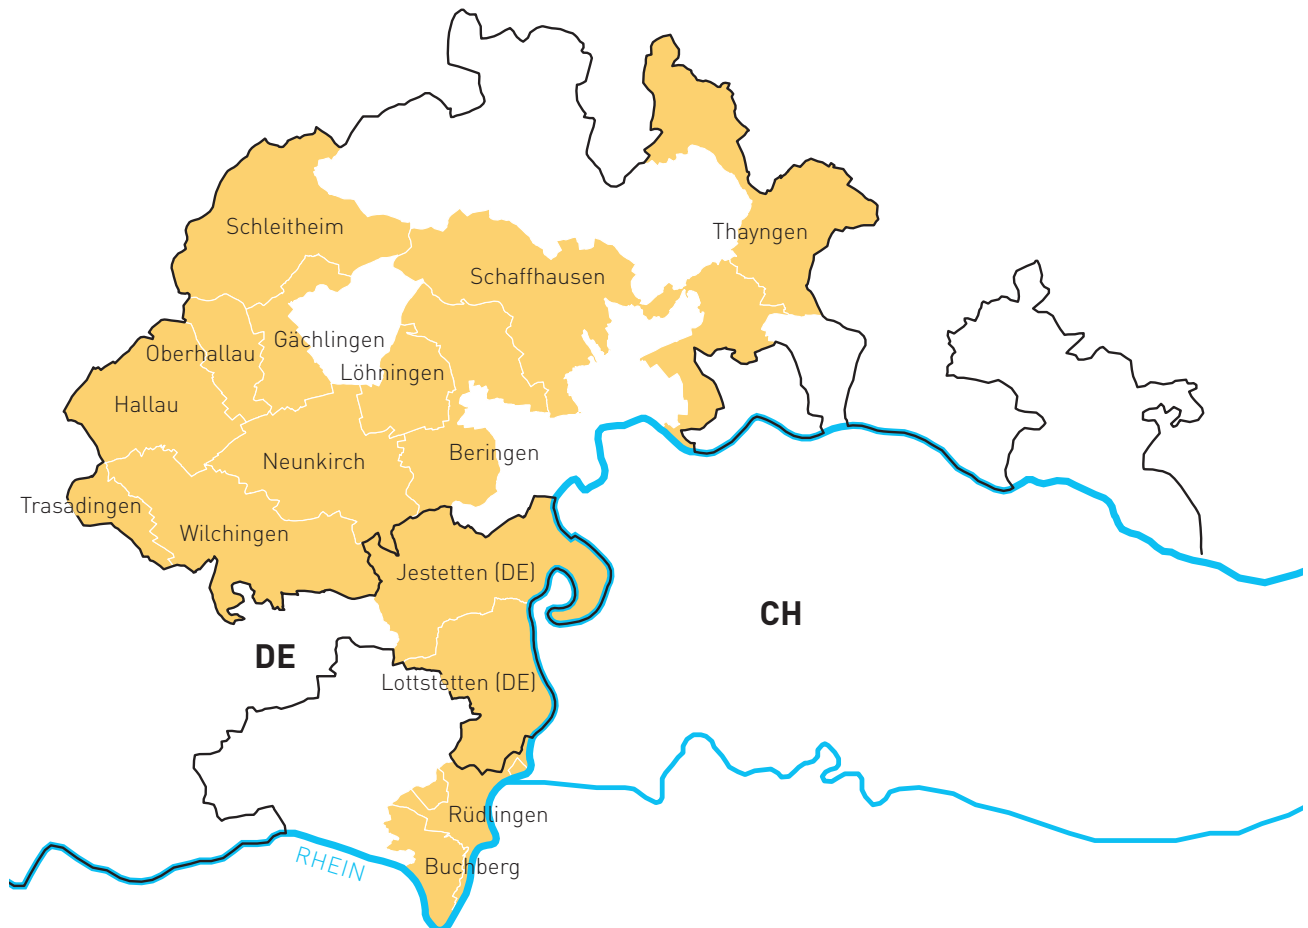 Schleitheim
Thayngen
Schaffhausen
Gächlingen
Oberhallau
Löhningen
Hallau
Beringen
Neunkirch
Trasadingen
Wilchingen
Jestetten (DE)
CH
DE
Lottstetten (DE)
Rüdlingen
RHEIN
Buchberg